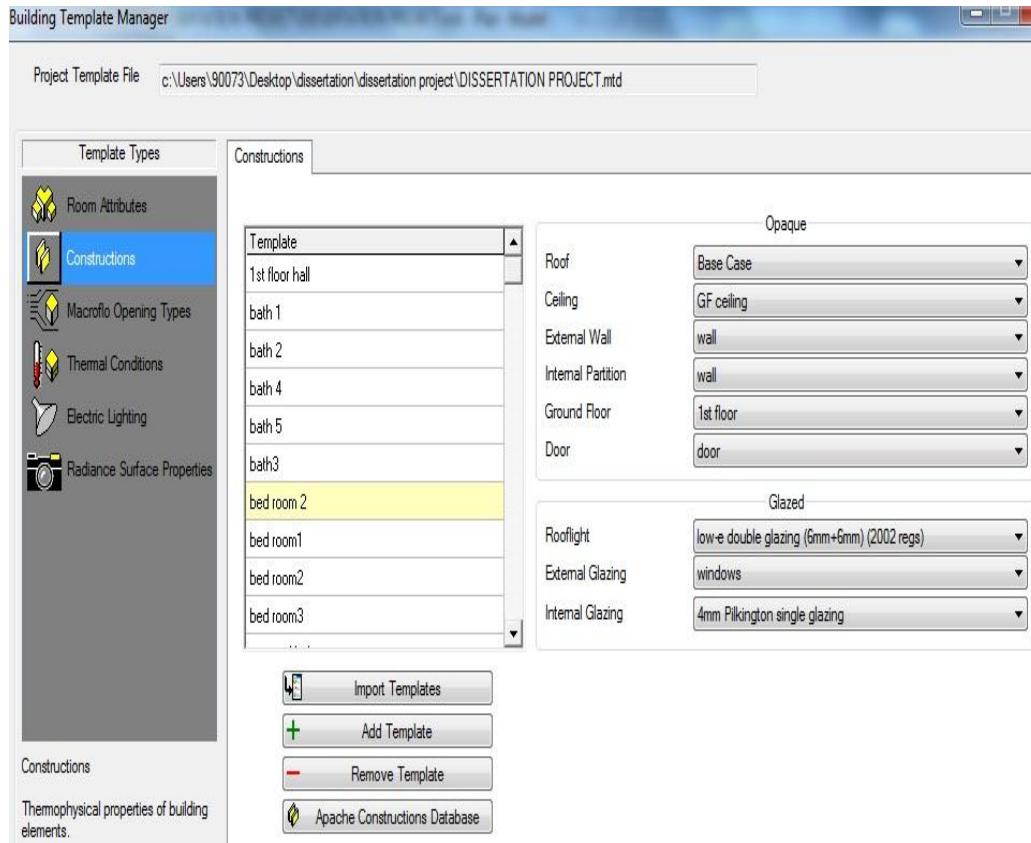 Building Template Manager
Project Template File
c:\Users\90073\Desktop\dissertation\dissertation project\DISSERTATION PROJECT.mtd
Template Types
Room Attributes
Constructions
Macroflo Opening Types
Thermal Conditions
Electric Lighting
Radiance Surface Properties
Constructions
Thermophysical properties of building
elements.
Constructions
Template
1st floor hall
bath 1
bath 2
bath 4
bath 5
bath3
bed room 2
bed room1
bed room2
bed room3
Import Templates
Add Template
Remove Template
Apache Constructions Database
Opaque
Roof Base Case
Ceiling GF ceiling
External Wall wall
Internal Partition wall
Ground Floor 1st floor
Door door
Glazed
Rooflight low-e double glazing (6mm+6mm) (2002 regs)
External Glazing windows
Internal Glazing 4mm Pilkington single glazing